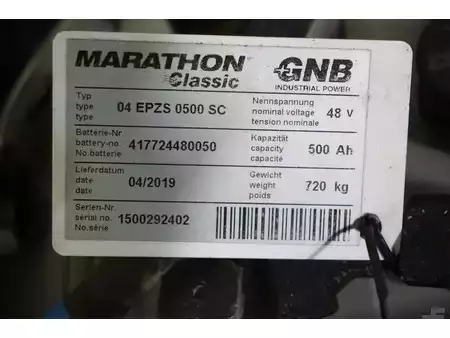 MARATHON
Classic
GNB
INDUSTRIAL POWER
Typ
type
type
04 EPZS 0500 SC
Nennspannung
nominal voltage
tension nominale
48 V
Batterie-Nr
battery-no.
No.batterie
417724480050
Kapazität
capacity
capacite
500 Ah
Lieferdatum
date
date
04/2019
Gewicht
weight
poids
720 kg
Serien-Nr.
serial no.
No.série
1500292402